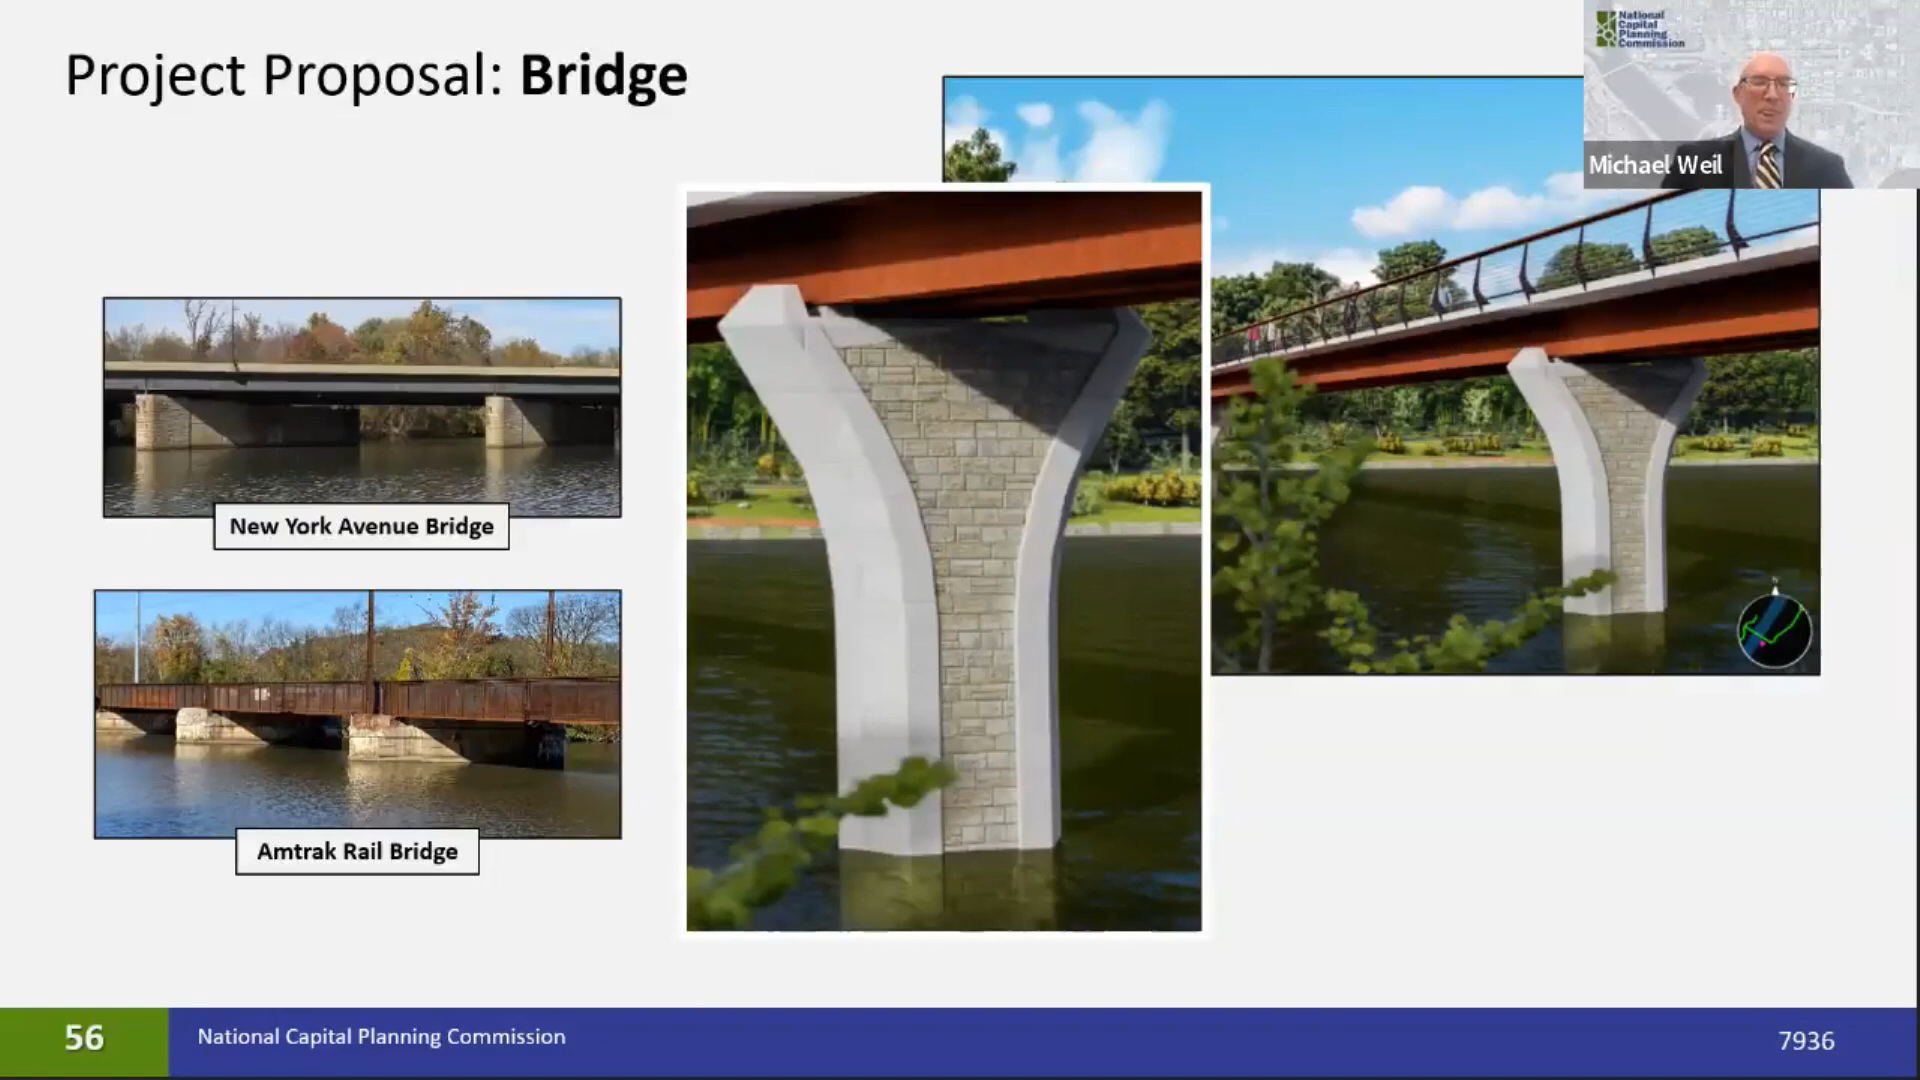 Project Proposal: Bridge
National
Capital
Planning
Commission
Michael Weil
New York Avenue Bridge
Amtrak Rail Bridge
56
National Capital Planning Commission
7936